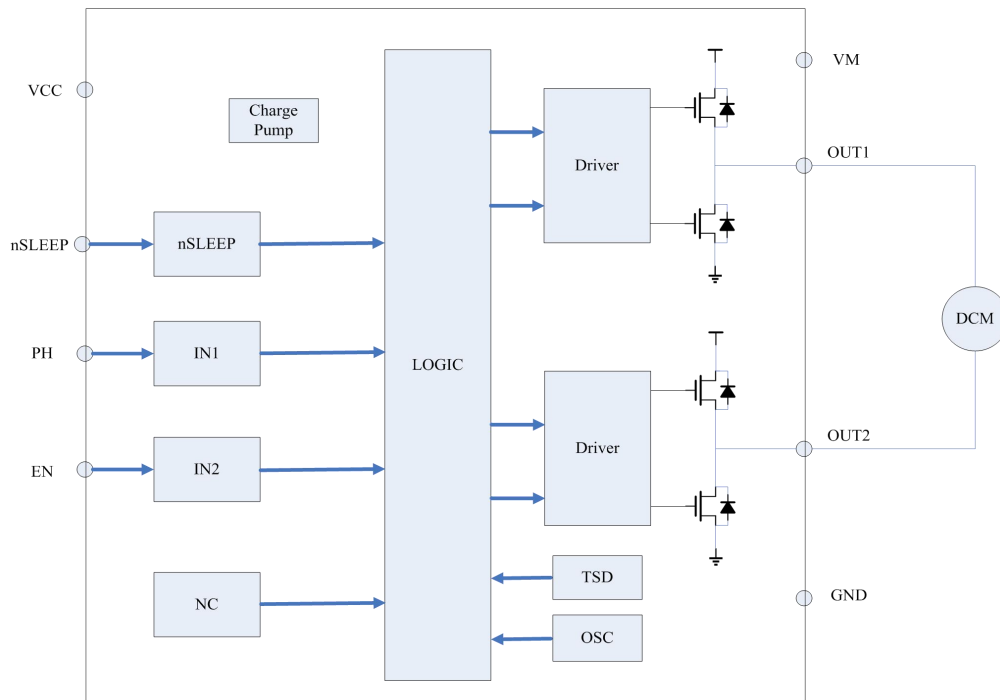 VCC
Charge
Pump
nSLEEP
nSLEEP
PH
IN1
EN
IN2
NC
LOGIC
Driver
Driver
TSD
OSC
VM
OUT1
DCM
OUT2
GND